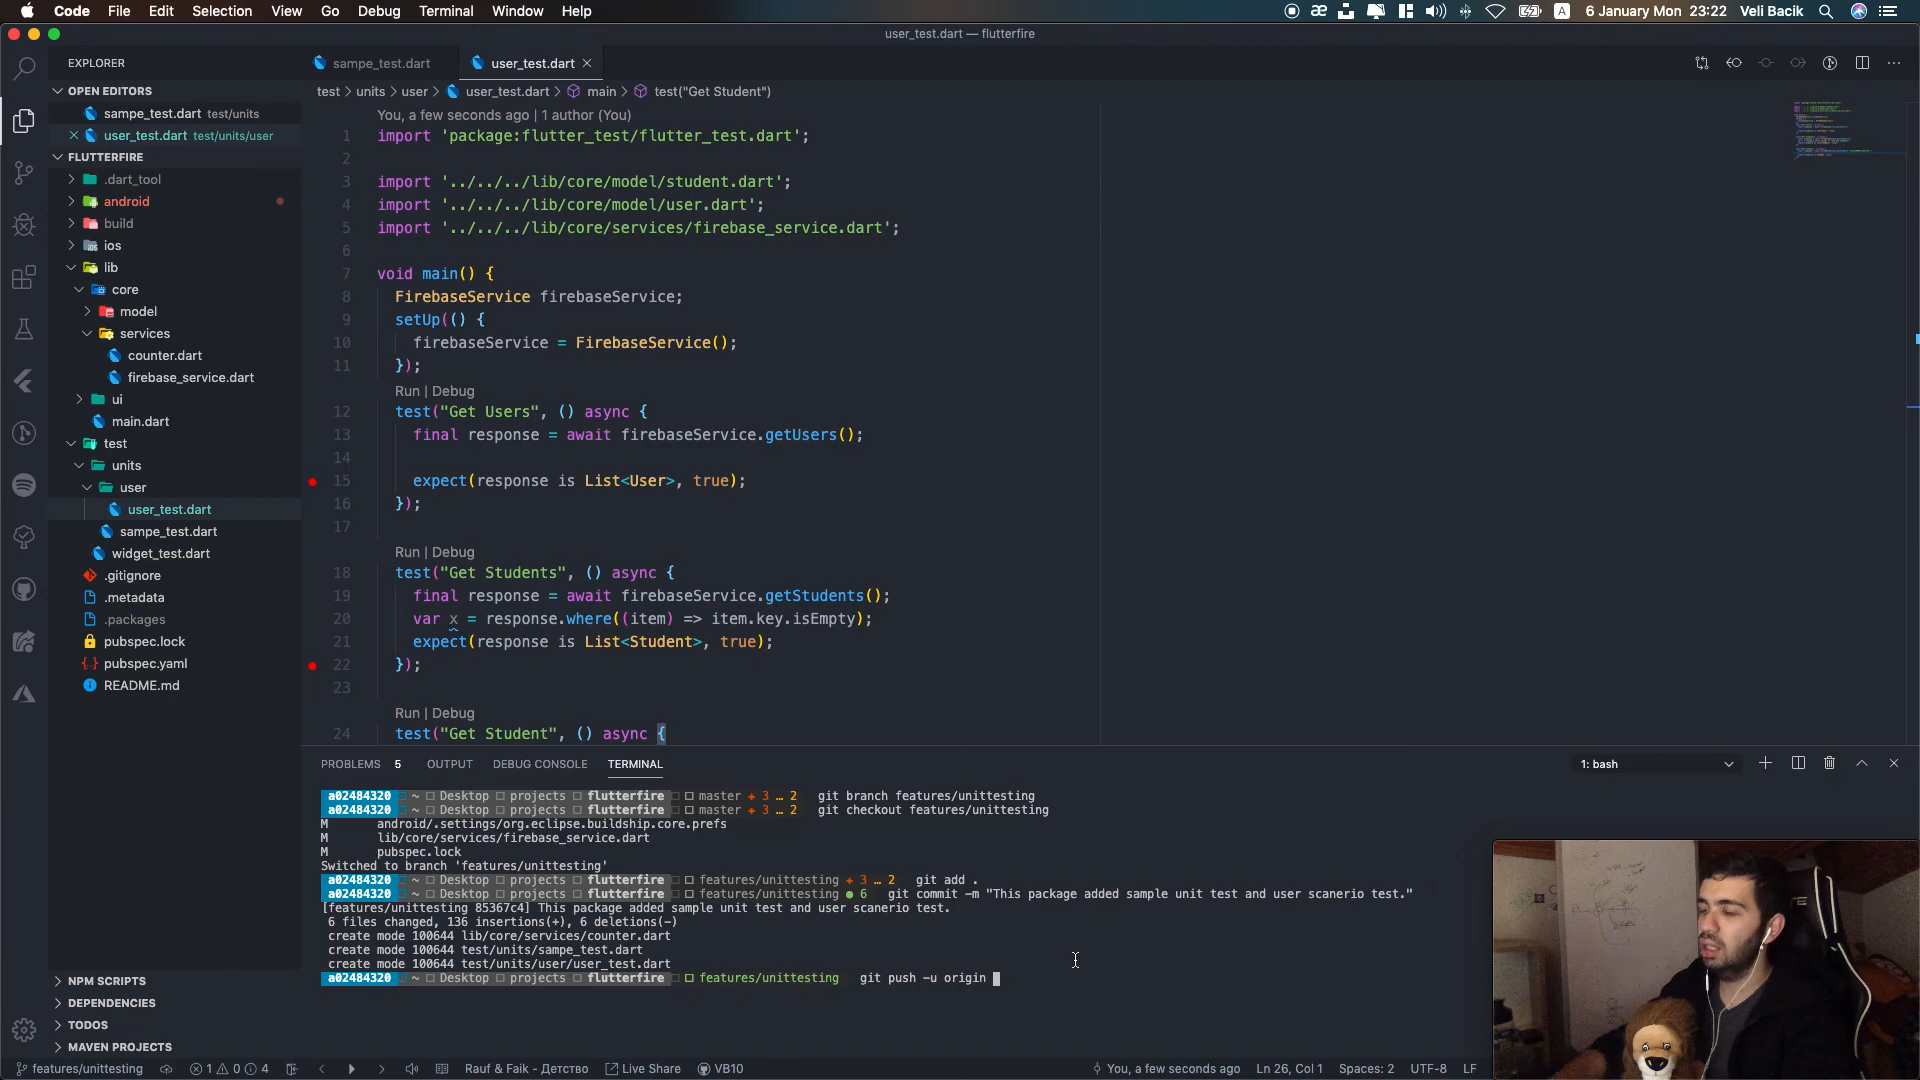 Code File Edit Selection View Go Debug Terminal Window Help
A 6 January Mon 23:22 Veli Bacik
user_test.dart — flutterfire
EXPLORER
sampe_test.dart
user_test.dart
OPEN EDITORS
sampe_test.dart test/units
user_test.dart test/units/user
FLUTTERFIRE
.dart_tool
android
build
ios
lib
core
model
services
counter.dart
firebase_service.dart
ui
main.dart
test
units
user
user_test.dart
sampe_test.dart
widget_test.dart
.gitignore
.metadata
.packages
pubspec.lock
pubspec.yaml
README.md
NPM SCRIPTS
DEPENDENCIES
TODOS
MAVEN PROJECTS
test > units > user > user_test.dart > main > test("Get Student")
You, a few seconds ago | 1 author (You)
1 import 'package:flutter_test/flutter_test.dart';
2
3 import '../../../lib/core/model/student.dart';
4 import '../../../lib/core/model/user.dart';
5 import '../../../lib/core/services/firebase_service.dart';
6
7 void main() {
8 FirebaseService firebaseService;
9 setUp(() {
10 firebaseService = FirebaseService();
11 });
Run | Debug
12 test("Get Users", () async {
13 final response = await firebaseService.getUsers();
14
15 expect(response is List<User>, true);
16 });
17
Run | Debug
18 test("Get Students", () async {
19 final response = await firebaseService.getStudents();
20 var x = response.where((item) => item.key.isEmpty);
21 expect(response is List<Student>, true);
22 });
23
Run | Debug
24 test("Get Student", () async {
PROBLEMS 5 OUTPUT DEBUG CONSOLE TERMINAL
1: bash
a02484320 ~ Desktop projects flutterfire master + 3 … 2 git branch features/unittesting
a02484320 ~ Desktop projects flutterfire master + 3 … 2 git checkout features/unittesting
M android/.settings/org.eclipse.buildship.core.prefs
M lib/core/services/firebase_service.dart
M pubspec.lock
Switched to branch 'features/unittesting'
a02484320 ~ Desktop projects flutterfire features/unittesting + 3 … 2 git add .
a02484320 ~ Desktop projects flutterfire features/unittesting ● 6 git commit -m "This package added sample unit test and user scanerio test."
[features/unittesting 85367c4] This package added sample unit test and user scanerio test.
6 files changed, 136 insertions(+), 6 deletions(-)
create mode 100644 lib/core/services/counter.dart
create mode 100644 test/units/sampe_test.dart
create mode 100644 test/units/user/user_test.dart
a02484320 ~ Desktop projects flutterfire features/unittesting git push -u origin
features/unittesting 1 0 4 Rauf & Faik - Детство Live Share VB10 You, a few seconds ago Ln 26, Col 1 Spaces: 2 UTF-8 LF